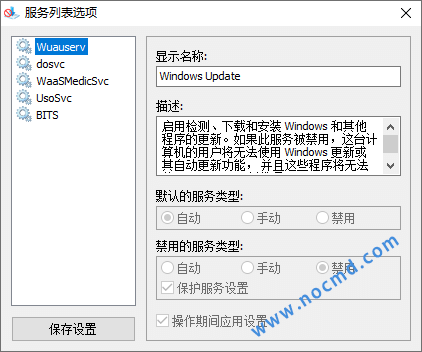 服务列表选项
Wuauserv
dosvc
WaaSMedicSvc
UsoSvc
BITS
保存设置
显示名称:
Windows Update
描述:
启用检测、下载和安装 Windows 和其他
程序的更新。如果此服务被禁用，这台计
算机的用户将无法使用 Windows 更新或
其自动更新功能，并且这些程序将无法
默认的服务类型:
自动 手动 禁用
禁用的服务类型:
自动 手动 禁用
保护服务设置
操作期间应用设置
www.nocmd.com